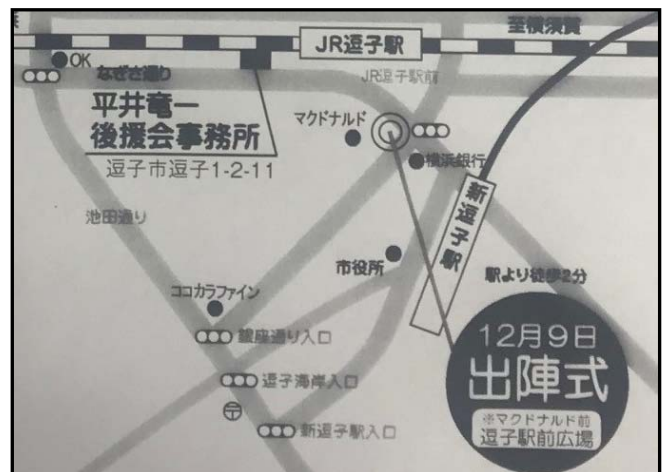 至横須賀
JR逗子駅
OK
なぎさ通り
JR逗子駅前
平井竜一
後援会事務所
マクドナルド
横浜銀行
逗子市逗子1-2-11
新逗子駅
池田通り
市役所
駅より徒歩2分
ココカラファイン
12月9日
銀座通り入口
出陣式
逗子海岸入口
※マクドナルド前
逗子駅前広場
新逗子駅入口